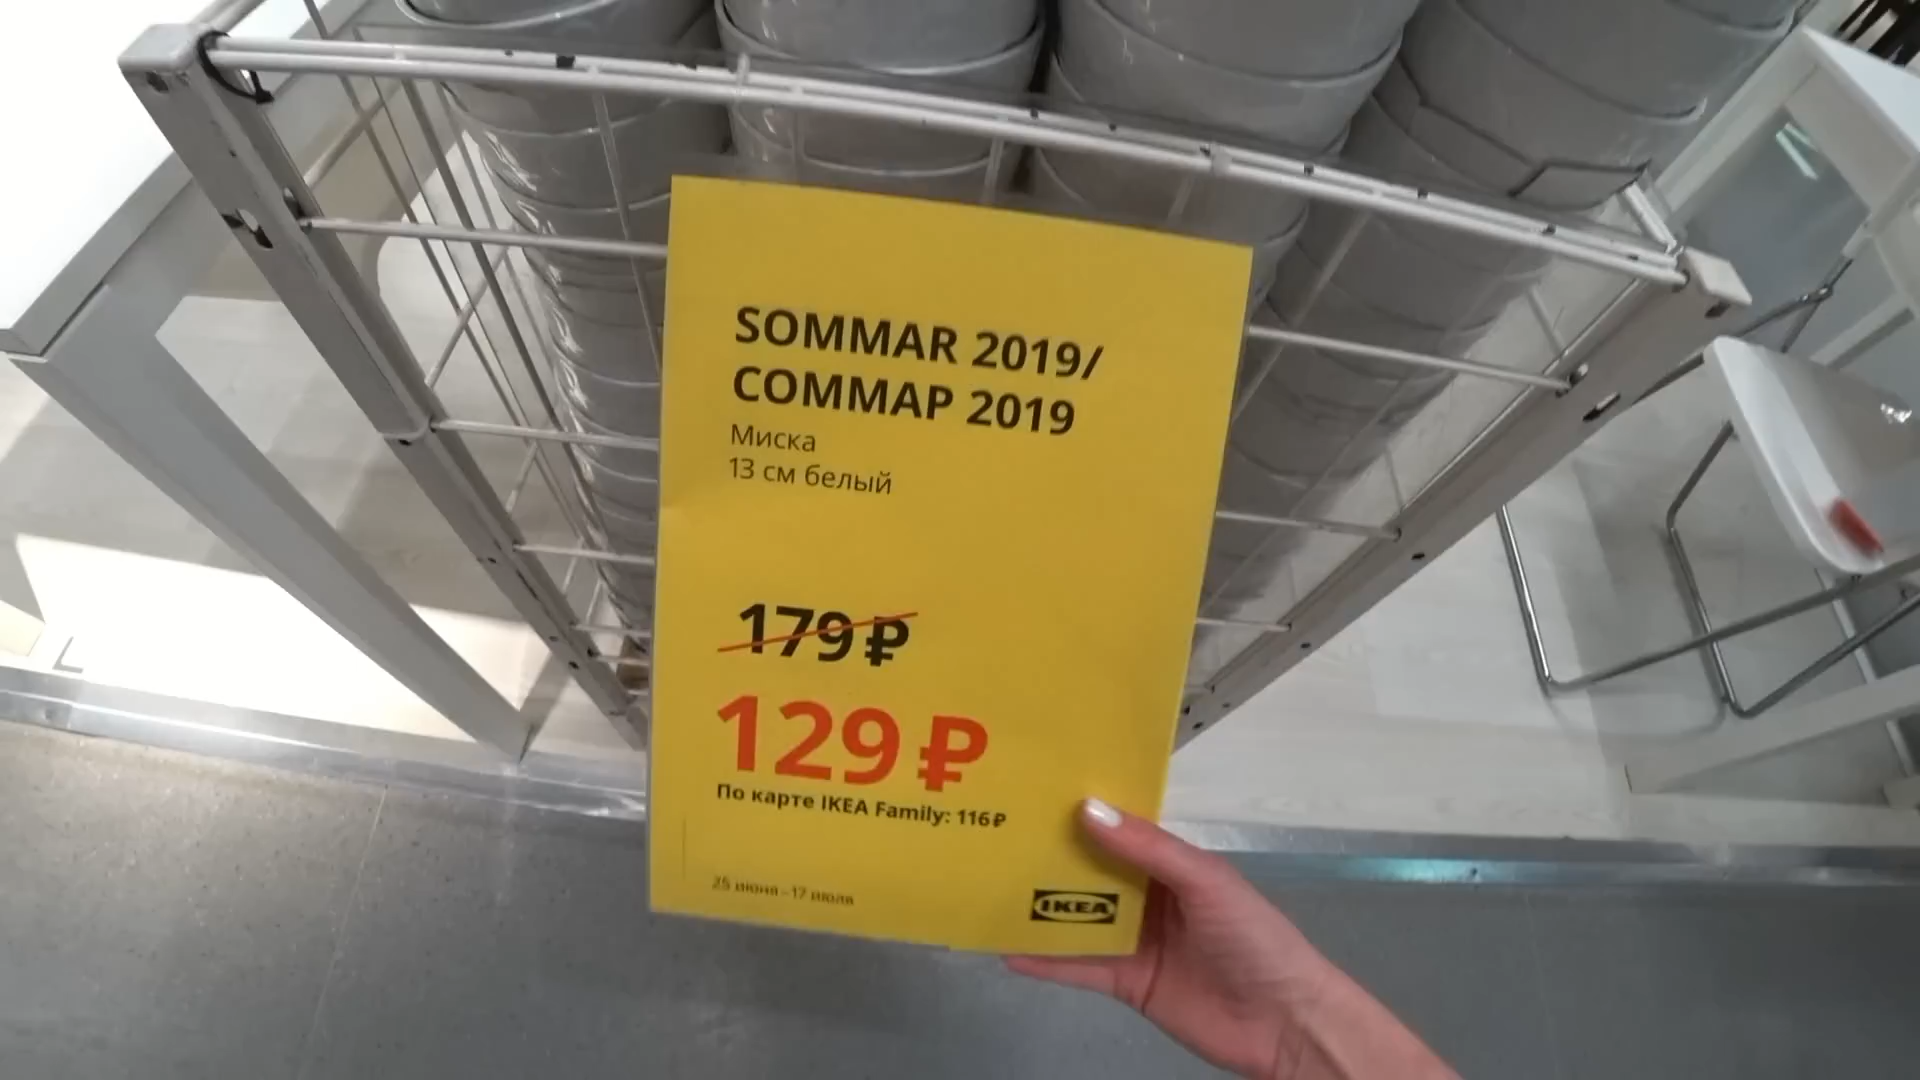 SOMMAR 2019/
СОММАР 2019
Миска
13 см белый
179 ₽
129 ₽
По карте IKEA Family: 116 ₽
25 июня - 17 июля
IKEA